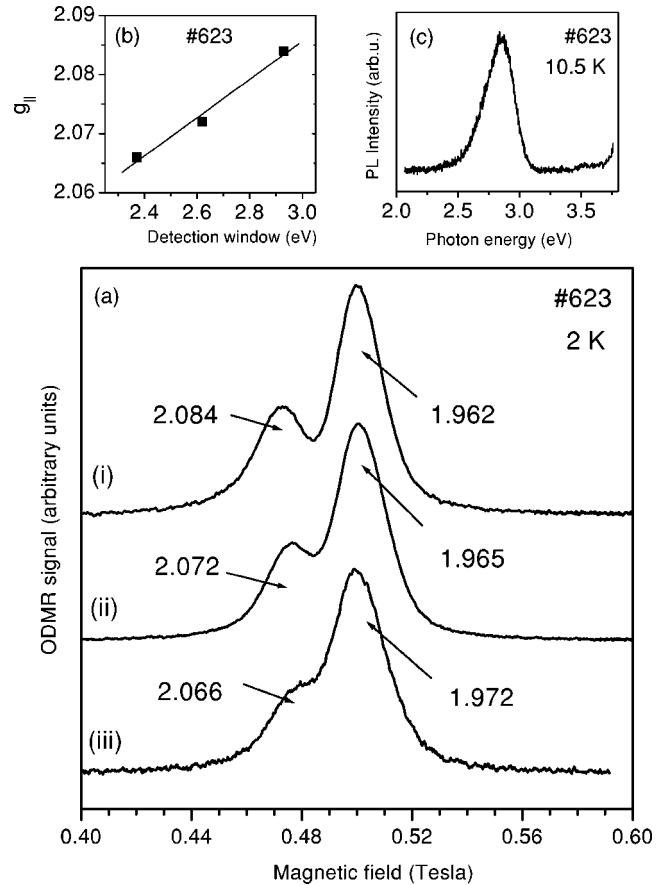 (b) #623
g||
2.09
2.08
2.07
2.06
2.4 2.6 2.8 3.0
Detection window (eV)
(c) #623
10.5 K
PL Intensity (arb.u.)
2.0 2.5 3.0 3.5
Photon energy (eV)
(a) #623
2 K
ODMR signal (arbitrary units)
2.084 1.962
(i)
2.072 1.965
(ii)
2.066 1.972
(iii)
0.40 0.44 0.48 0.52 0.56 0.60
Magnetic field (Tesla)